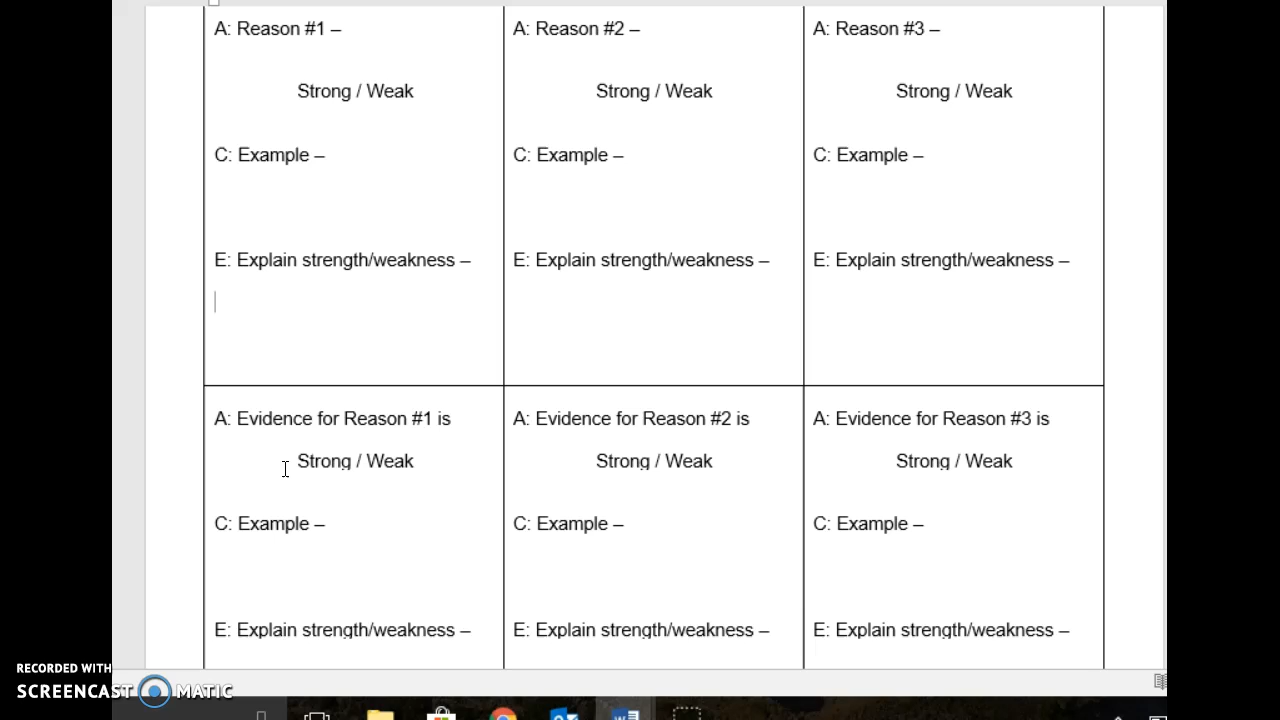 A: Reason #1 –
A: Reason #2 –
A: Reason #3 –
Strong / Weak
Strong / Weak
Strong / Weak
C: Example –
C: Example –
C: Example –
E: Explain strength/weakness –
E: Explain strength/weakness –
E: Explain strength/weakness –
A: Evidence for Reason #1 is
A: Evidence for Reason #2 is
A: Evidence for Reason #3 is
Strong / Weak
Strong / Weak
Strong / Weak
C: Example –
C: Example –
C: Example –
E: Explain strength/weakness –
E: Explain strength/weakness –
E: Explain strength/weakness –
RECORDED WITH
SCREENCAST MATIC